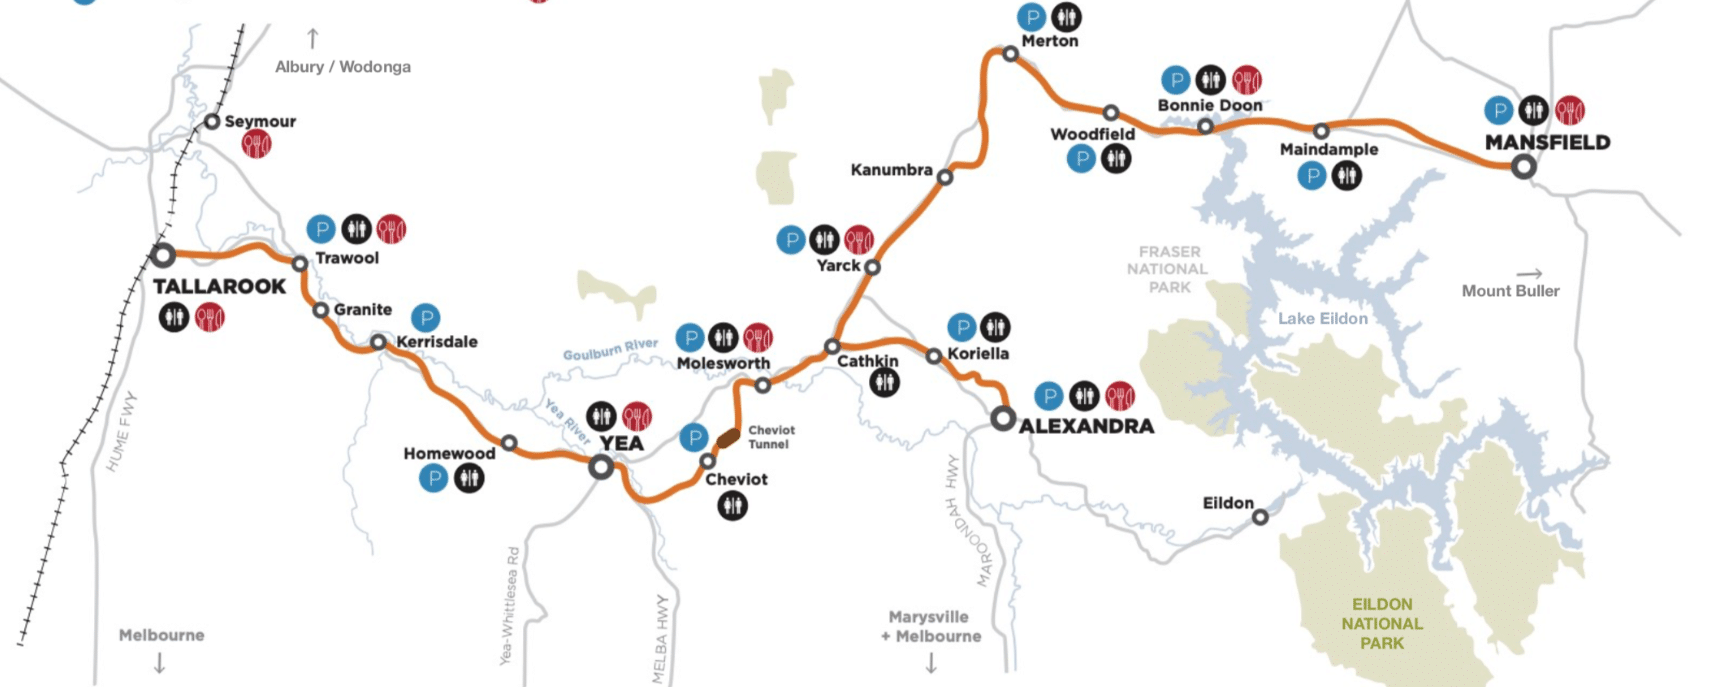 Albury / Wodonga
Seymour
TALLAROOK
P
Trawool
Granite
P
Kerrisdale
Goulburn River
Yea River
HUME FWY
Homewood
P
YEA
P
Cheviot
Tunnel
Cheviot
P
Molesworth
Cathkin
P
Yarck
Kanumbra
P
Merton
Woodfield
P
P
Bonnie Doon
Maindample
P
P
MANSFIELD
P
Koriella
P
ALEXANDRA
FRASER
NATIONAL
PARK
Lake Eildon
Mount Buller
Eildon
EILDON
NATIONAL
PARK
Melbourne
Yea-Whittlesea Rd
MELBA HWY
MAROONDAH HWY
Marysville
+ Melbourne